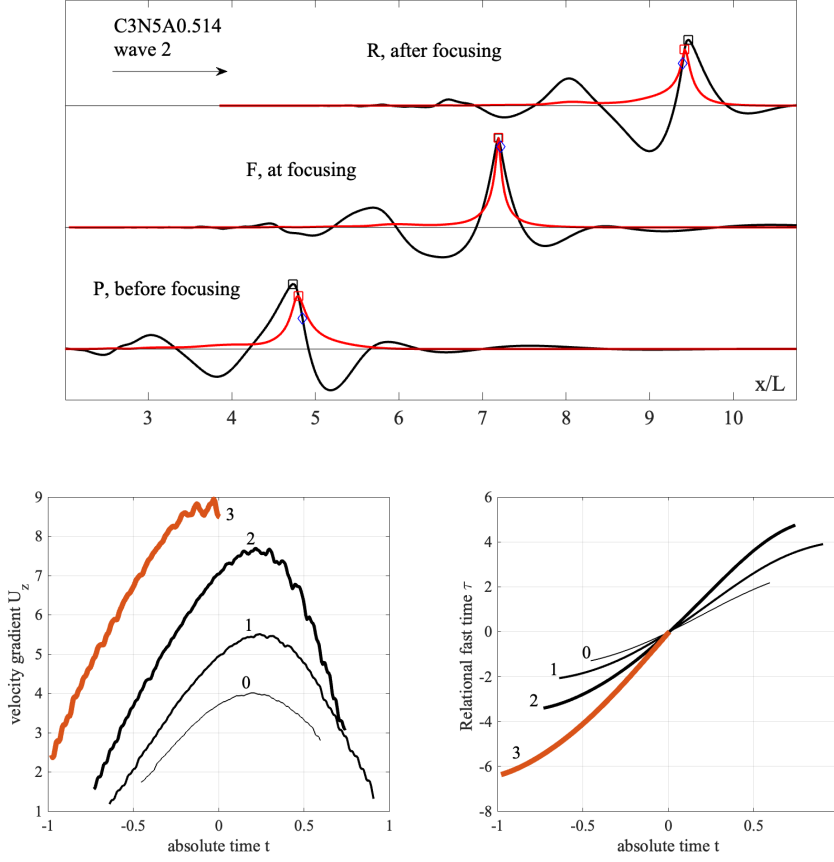 C3N5A0.514
wave 2
R, after focusing
F, at focusing
P, before focusing
x/L
3 4 5 6 7 8 9 10
9
8
7
6
5
4
3
2
1
velocity gradient U_z
3
2
1
0
-1 -0.5 0 0.5 1
absolute time t
6
4
2
0
-2
-4
-6
-8
Relational fast time τ
0
1
2
3
-1 -0.5 0 0.5
absolute time t